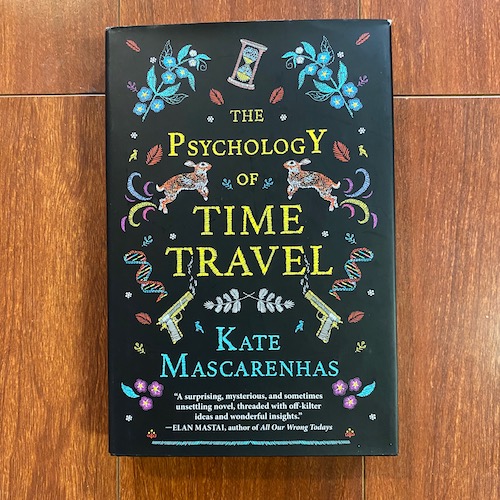 THE
PSYCHOLOGY
OF
TIME
TRAVEL
KATE
MASCARENHAS
"A surprising, mysterious, and sometimes
unsettling novel, threaded with off-kilter
ideas and wonderful insights."
—ELAN MASTAI, author of All Our Wrong Todays